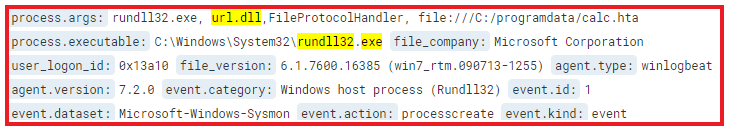 process.args: rundll32.exe, url.dll,FileProtocolHandler, file:///C:/programdata/calc.hta
process.executable: C:\Windows\System32\rundll32.exe file_company: Microsoft Corporation
user_logon_id: 0x13a10 file_version: 6.1.7600.16385 (win7_rtm.090713-1255) agent.type: winlogbeat
agent.version: 7.2.0 event.category: Windows host process (Rundll32) event.id: 1
event.dataset: Microsoft-Windows-Sysmon event.action: processcreate event.kind: event